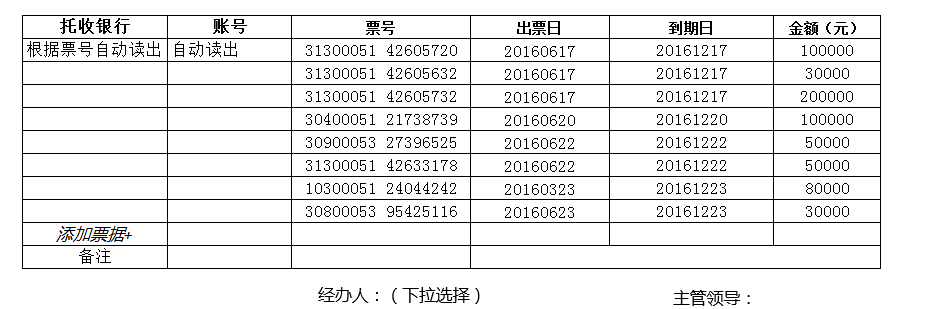 托收银行 账号 票号 出票日 到期日 金额（元）
根据票号自动读出 自动读出 31300051 42605720 20160617 20161217 100000
31300051 42605632 20160617 20161217 30000
31300051 42605732 20160617 20161217 200000
30400051 21738739 20160620 20161220 100000
30900053 27396525 20160622 20161222 50000
31300051 42633178 20160622 20161222 50000
10300051 24044242 20160323 20161223 80000
30800053 95425116 20160623 20161223 30000
添加票据+
备注
经办人：（下拉选择） 主管领导：